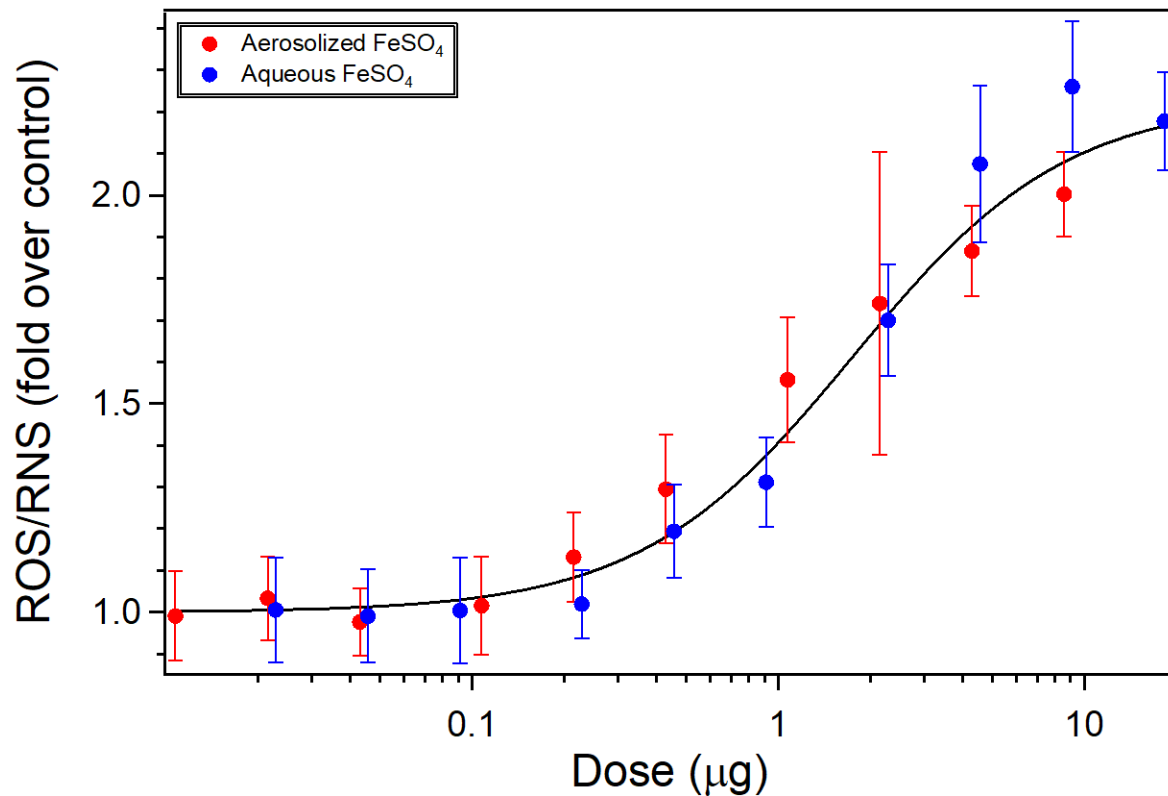 Aerosolized FeSO₄
Aqueous FeSO₄
ROS/RNS (fold over control)
2.0
1.5
1.0
0.1
1
10
Dose (μg)